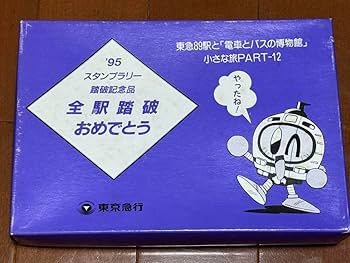 '95
スタンプラリー
踏破記念品
全駅踏破
おめでとう
東京急行
東急89駅と「電車とバスの博物館」
小さな旅PART-12
やったね!